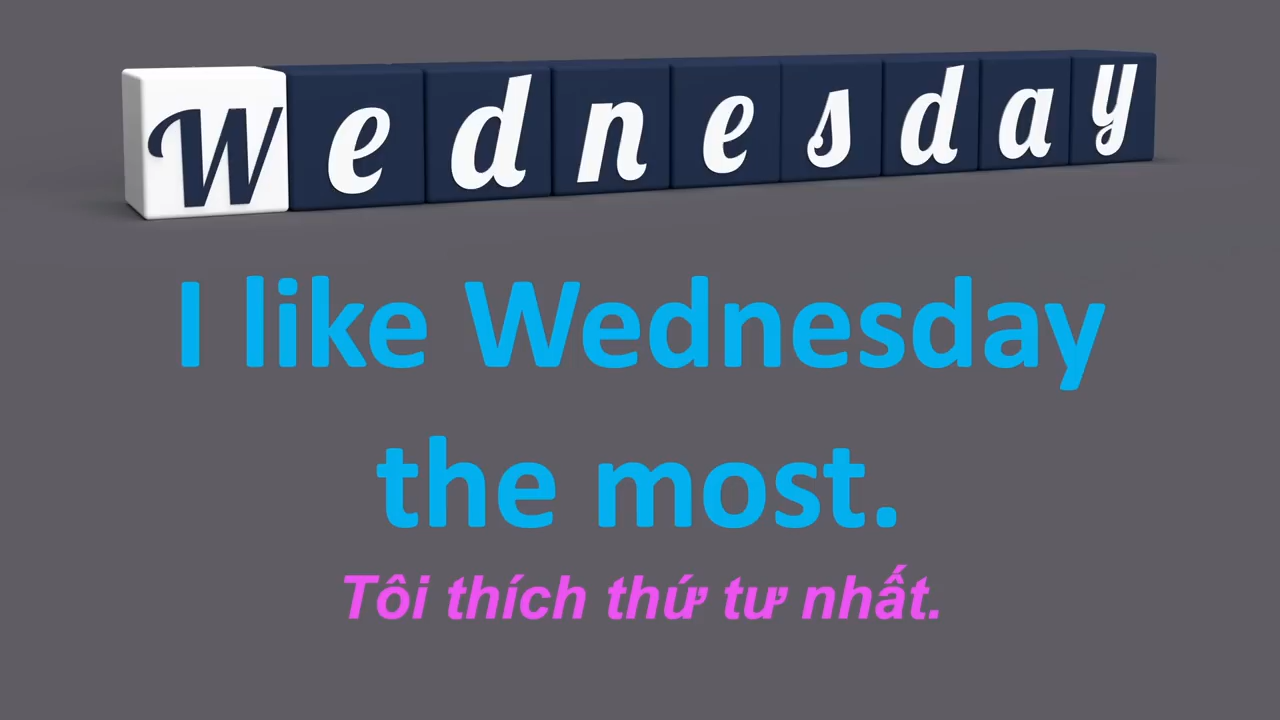 Wednesday
I like Wednesday
the most.
Tôi thích thứ tư nhất.